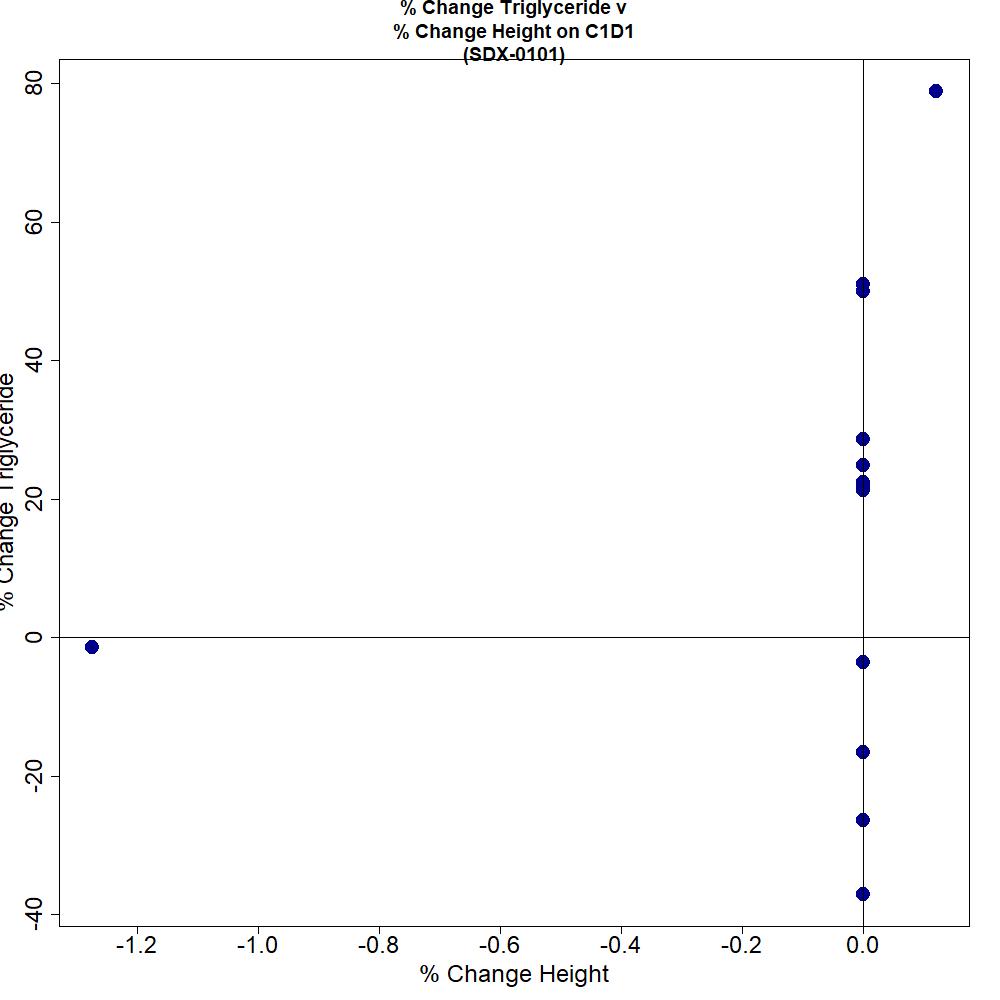 % Change Triglyceride v
% Change Height on C1D1
(SDX-0101)
80
60
40
20
0
-20
-40
% Change Triglyceride
-1.2 -1.0 -0.8 -0.6 -0.4 -0.2 0.0
% Change Height